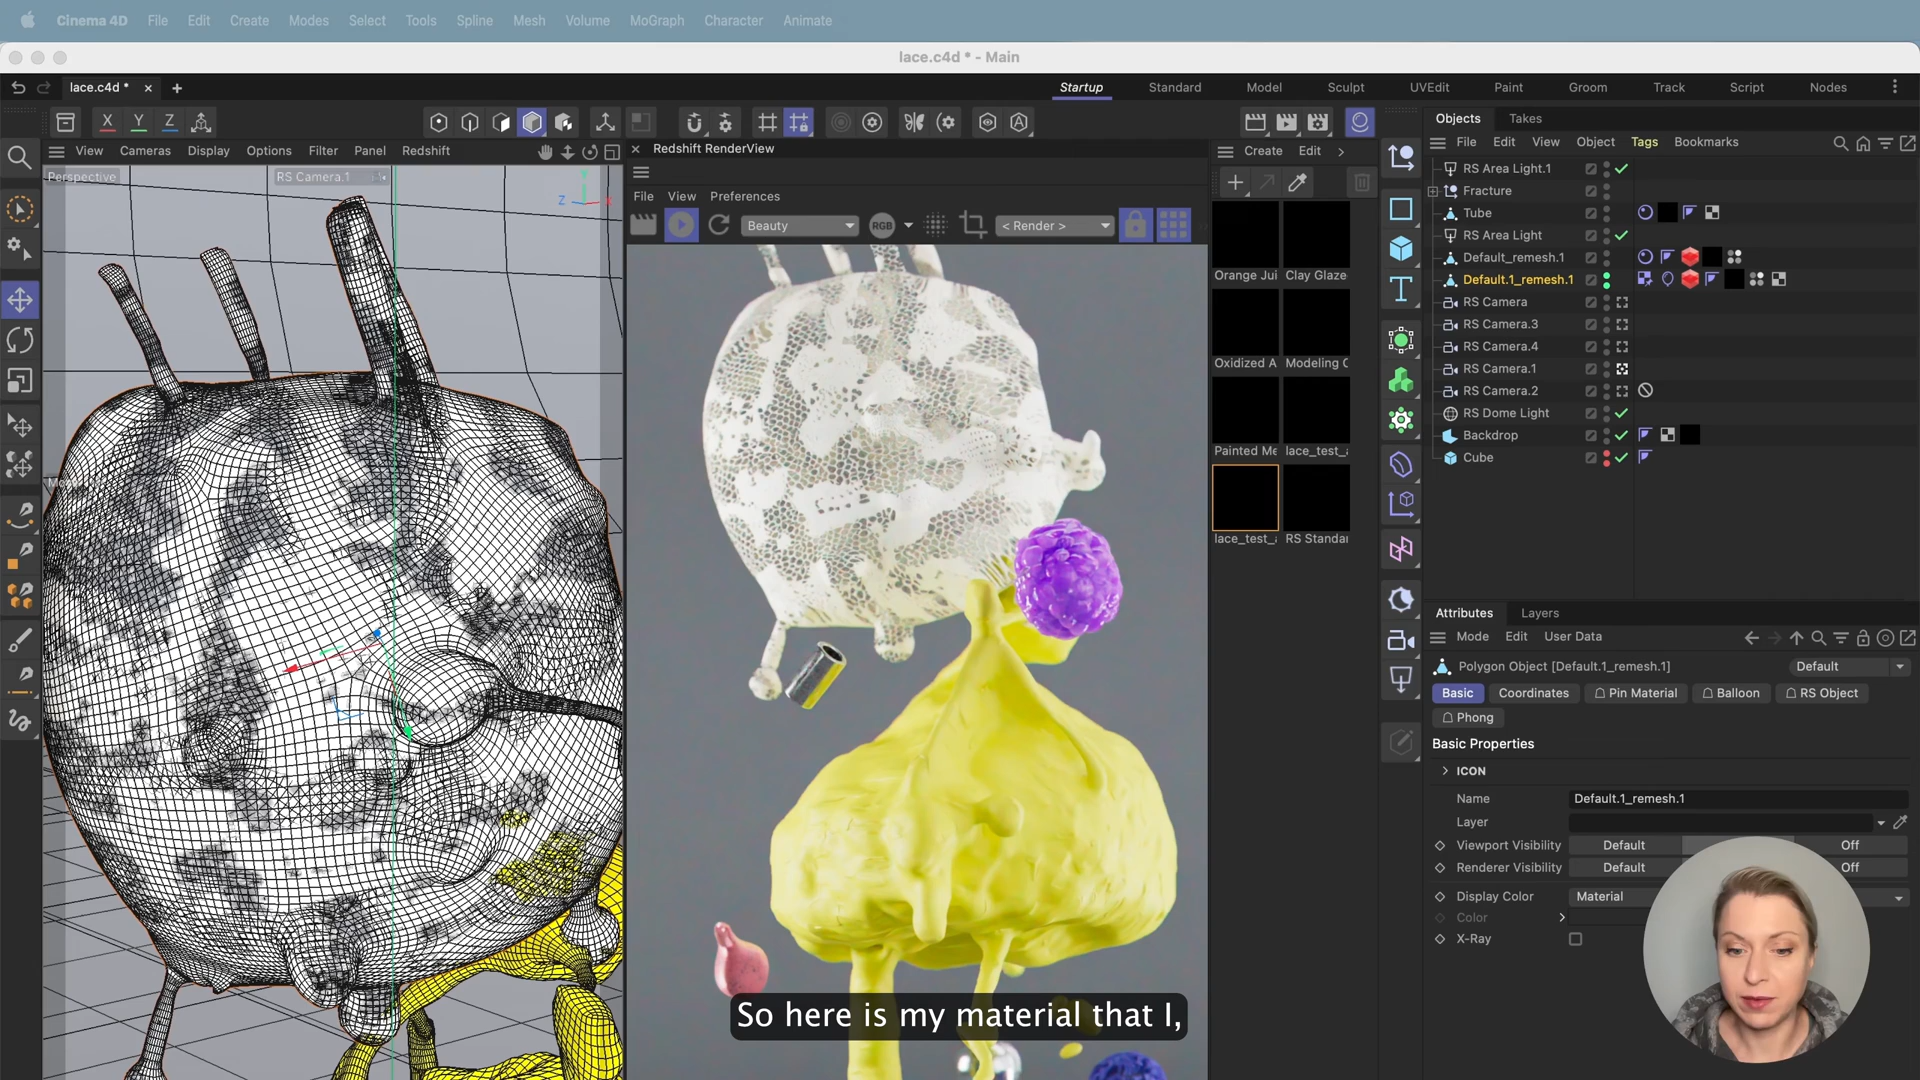 Cinema 4D File Edit Create Modes Select Tools Spline Mesh Volume MoGraph Character Animate
lace.c4d * - Main
lace.c4d *
Startup Standard Model Sculpt UVEdit Paint Groom Track Script Nodes
X Y Z
View Cameras Display Options Filter Panel Redshift
Perspective
RS Camera.1
Z
Redshift RenderView
File View Preferences
Beauty
RGB
< Render >
Create Edit
Orange Jui
Clay Glaze
Oxidized A
Modeling C
Painted Me
lace_test_a
lace_test_a
RS Standar
Objects Takes
File Edit View Object Tags Bookmarks
RS Area Light.1
Fracture
Tube
RS Area Light
Default_remesh.1
Default.1_remesh.1
RS Camera
RS Camera.3
RS Camera.4
RS Camera.1
RS Camera.2
RS Dome Light
Backdrop
Cube
Attributes Layers
Mode Edit User Data
Polygon Object [Default.1_remesh.1]
Default
Basic Coordinates Pin Material Balloon RS Object
Phong
Basic Properties
ICON
Name Default.1_remesh.1
Layer
Viewport Visibility Default Off
Renderer Visibility Default Off
Display Color Material
Color
X-Ray
So here is my material that I,